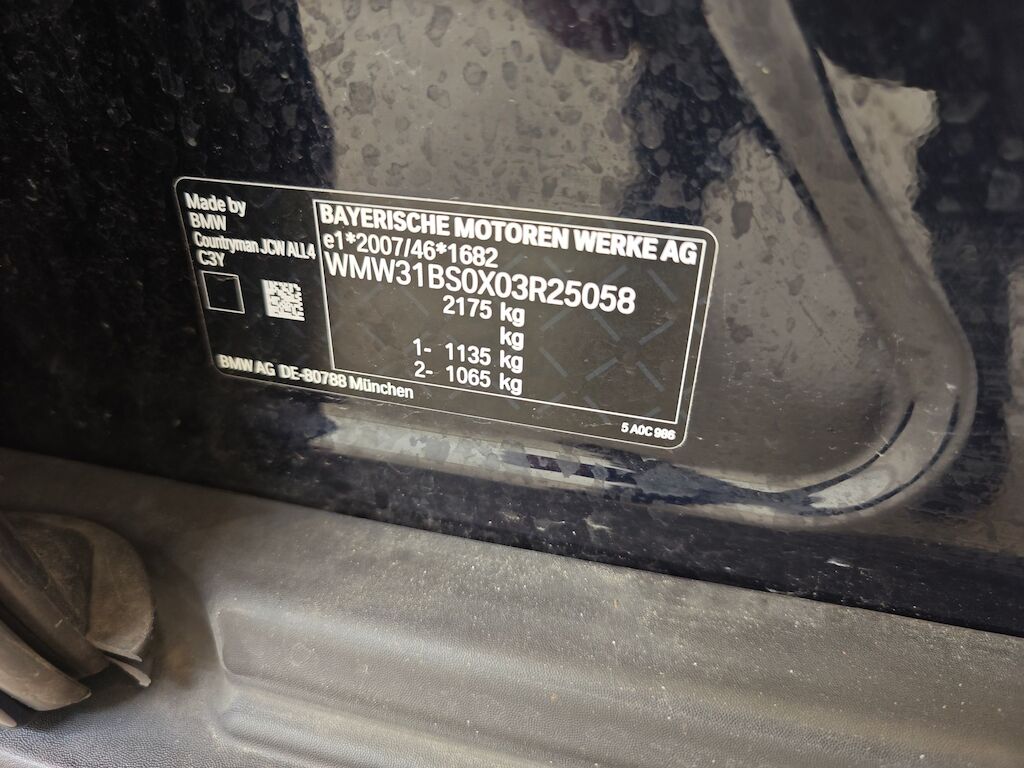 Made by
BMW
Countryman JCW ALL4
C3Y
BMW AG DE-80788 München
BAYERISCHE MOTOREN WERKE AG
e1*2007/46*1682
WMW31BS0X03R25058
2175 kg
kg
1- 1135 kg
2- 1065 kg
5 A0C 986